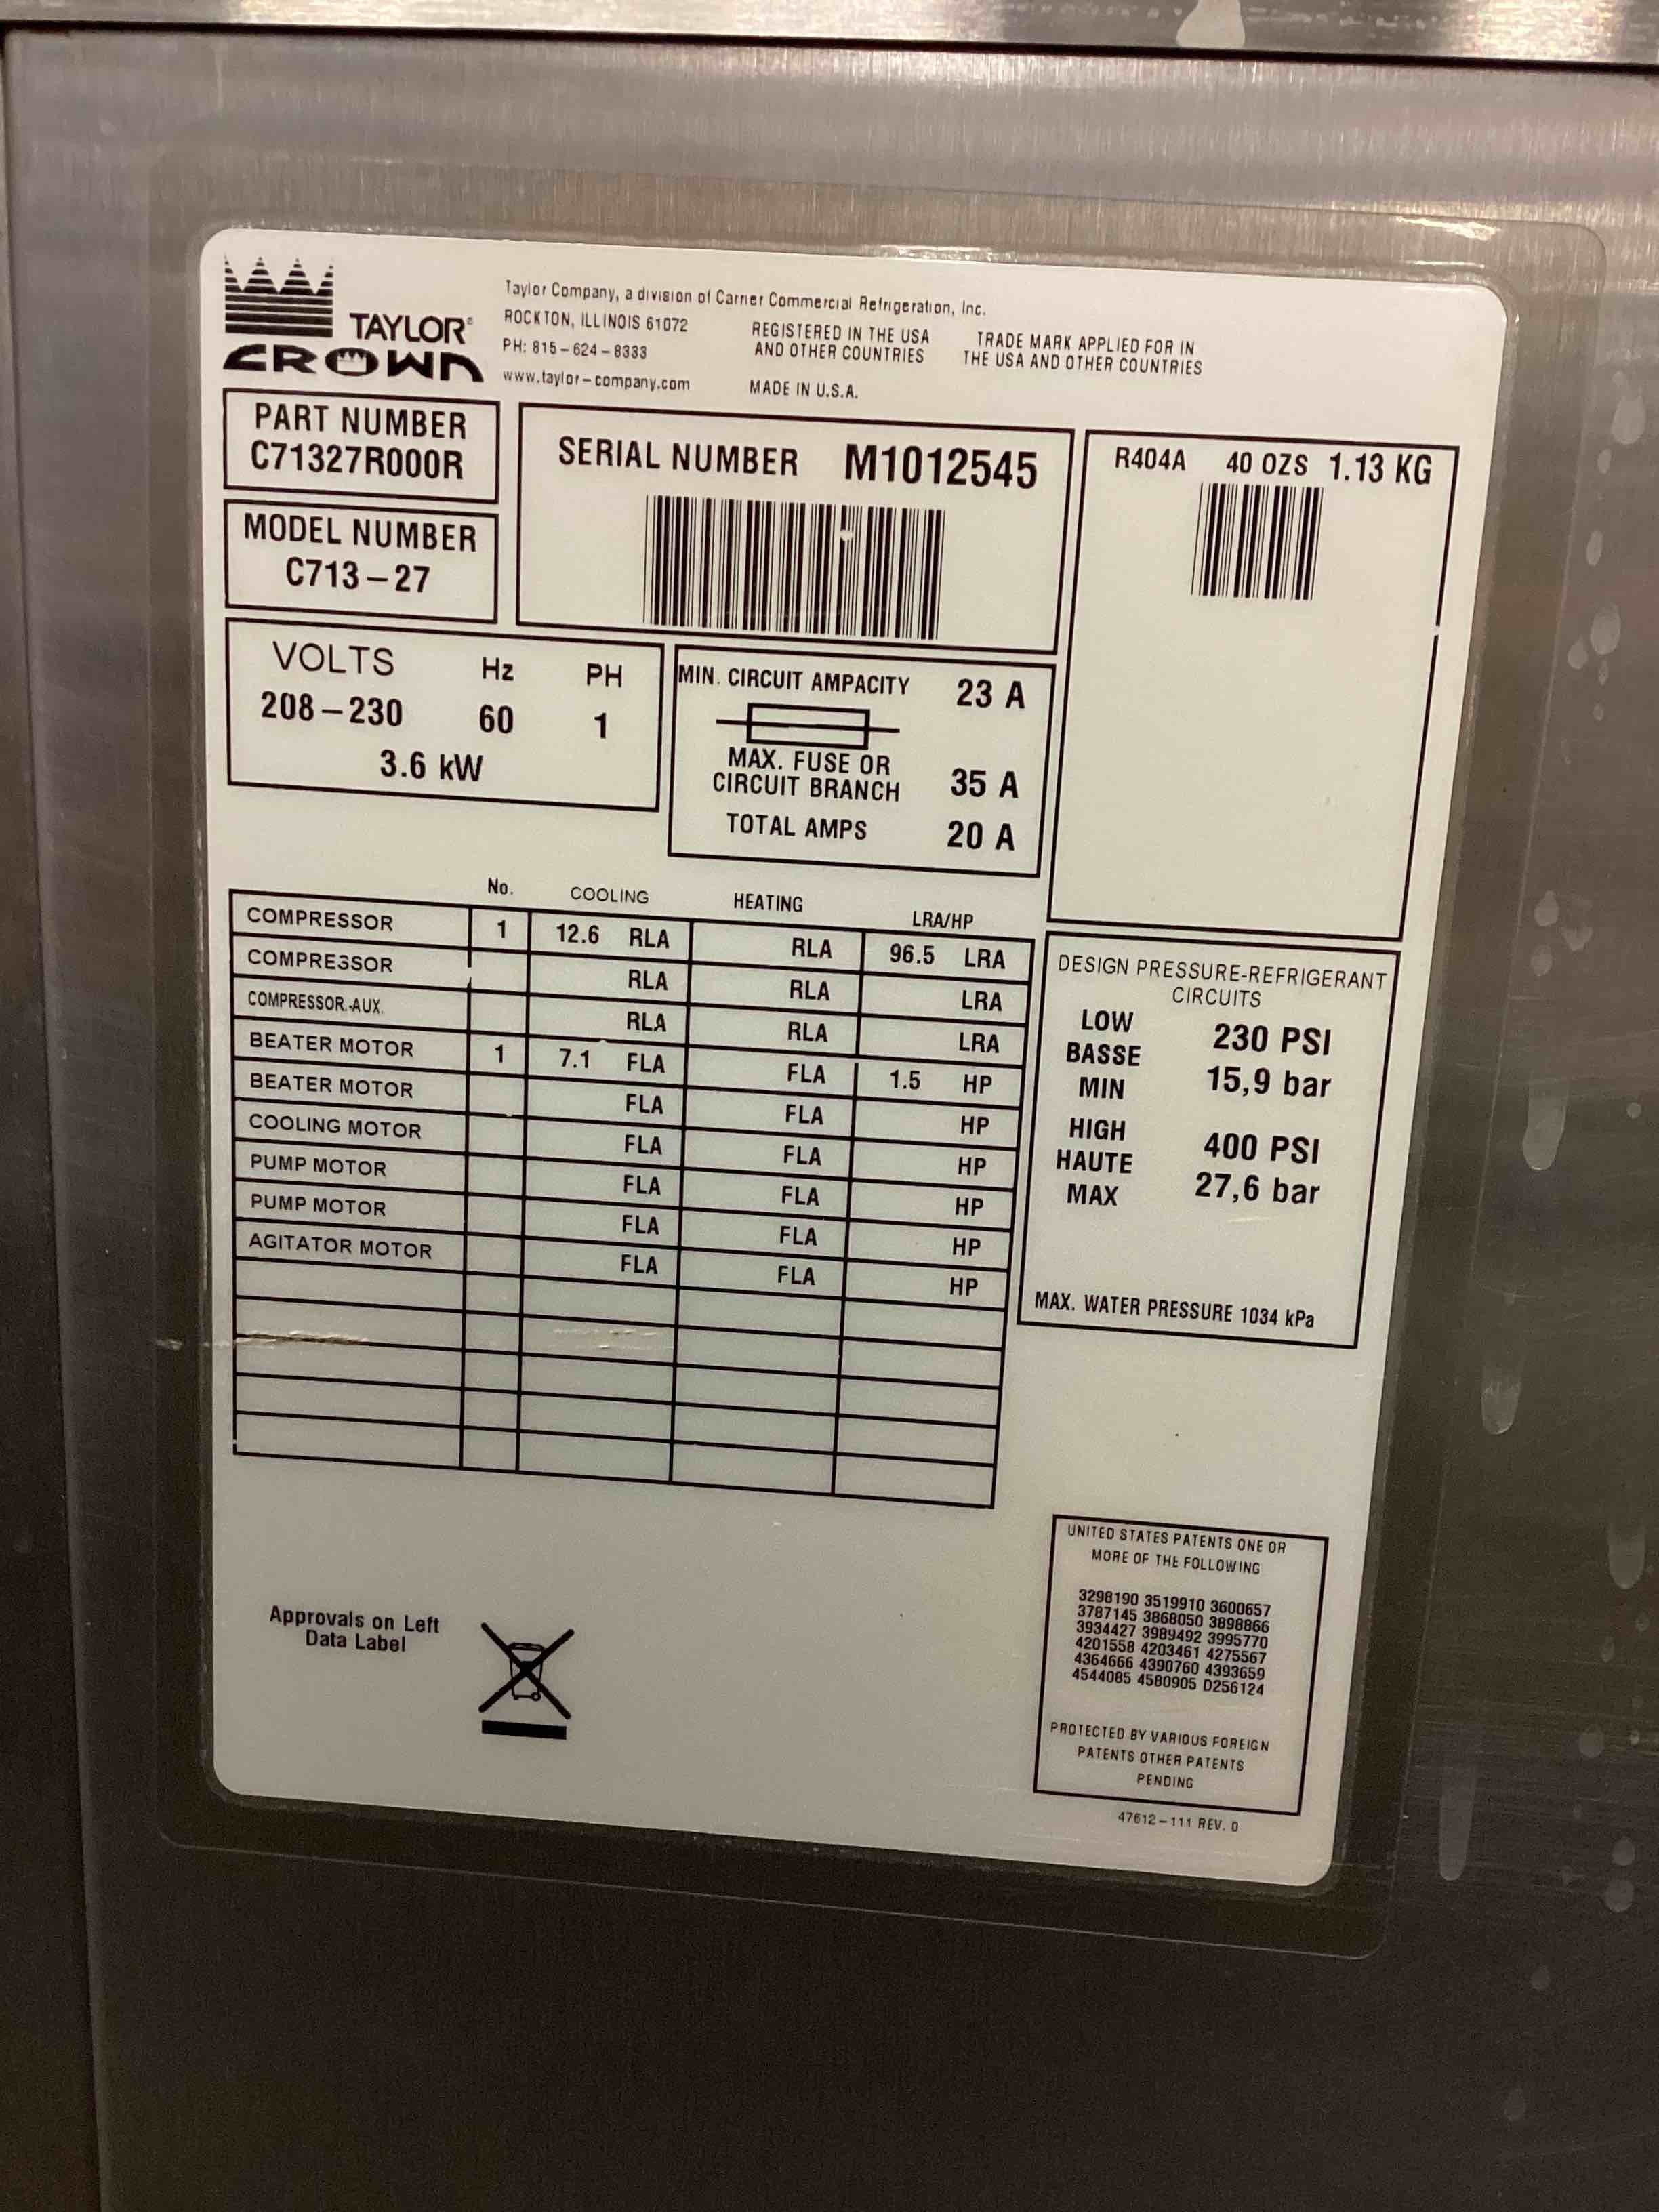 TAYLOR®
CROWN
Taylor Company, a division of Carrier Commercial Refrigeration, Inc.
ROCKTON, ILLINOIS 61072
PH: 815-624-8333
www.taylor-company.com
REGISTERED IN THE USA
AND OTHER COUNTRIES
MADE IN U.S.A.
TRADE MARK APPLIED FOR IN
THE USA AND OTHER COUNTRIES
PART NUMBER
C71327R000R
MODEL NUMBER
C713-27
SERIAL NUMBER M1012545
R404A 40 OZS 1.13 KG
VOLTS Hz PH
208-230 60 1
3.6 kW
MIN. CIRCUIT AMPACITY 23 A
MAX. FUSE OR
CIRCUIT BRANCH 35 A
TOTAL AMPS 20 A
No. COOLING HEATING LRA/HP
COMPRESSOR 1 12.6 RLA RLA 96.5 LRA
COMPRESSOR RLA RLA LRA
COMPRESSOR-AUX. RLA RLA LRA
BEATER MOTOR 1 7.1 FLA FLA 1.5 HP
BEATER MOTOR FLA FLA HP
COOLING MOTOR FLA FLA HP
PUMP MOTOR FLA FLA HP
PUMP MOTOR FLA FLA HP
AGITATOR MOTOR FLA FLA HP
DESIGN PRESSURE-REFRIGERANT
CIRCUITS
LOW 230 PSI
BASSE
MIN 15,9 bar
HIGH 400 PSI
HAUTE
MAX 27,6 bar
MAX. WATER PRESSURE 1034 kPa
Approvals on Left
Data Label
UNITED STATES PATENTS ONE OR
MORE OF THE FOLLOWING
3298190 3519910 3600657
3787145 3868050 3898866
3934427 3989492 3995770
4201558 4203461 4275567
4364666 4390760 4393659
4544085 4580905 D256124
PROTECTED BY VARIOUS FOREIGN
PATENTS OTHER PATENTS
PENDING
47612-111 REV. D